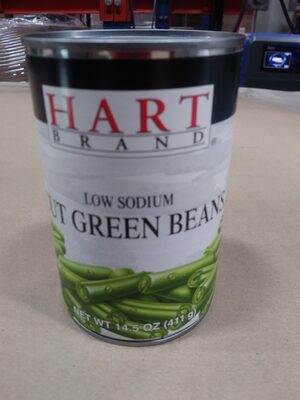 HART
BRAND®
LOW SODIUM
UT GREEN BEANS
NET WT 14.5 OZ (411 g)